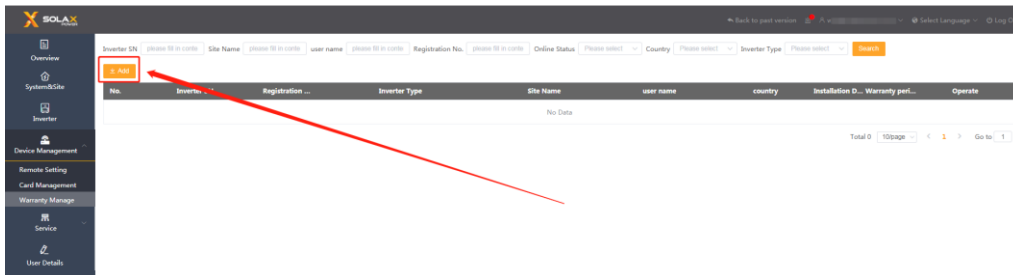 SOLAX
POWER
Back to past version Select Language Log O
Overview
System&Site
Inverter
Device Management
Remote Setting
Card Management
Warranty Manage
Service
User Details
Inverter SN please fill in conte Site Name please fill in conte user name please fill in conte Registration No. please fill in conte Online Status Please select Country Please select Inverter Type Please select Search
+ Add
No. Inverter Registration ... Inverter Type Site Name user name country Installation D... Warranty peri... Operate
No Data
Total 0 10/page < 1 > Go to 1